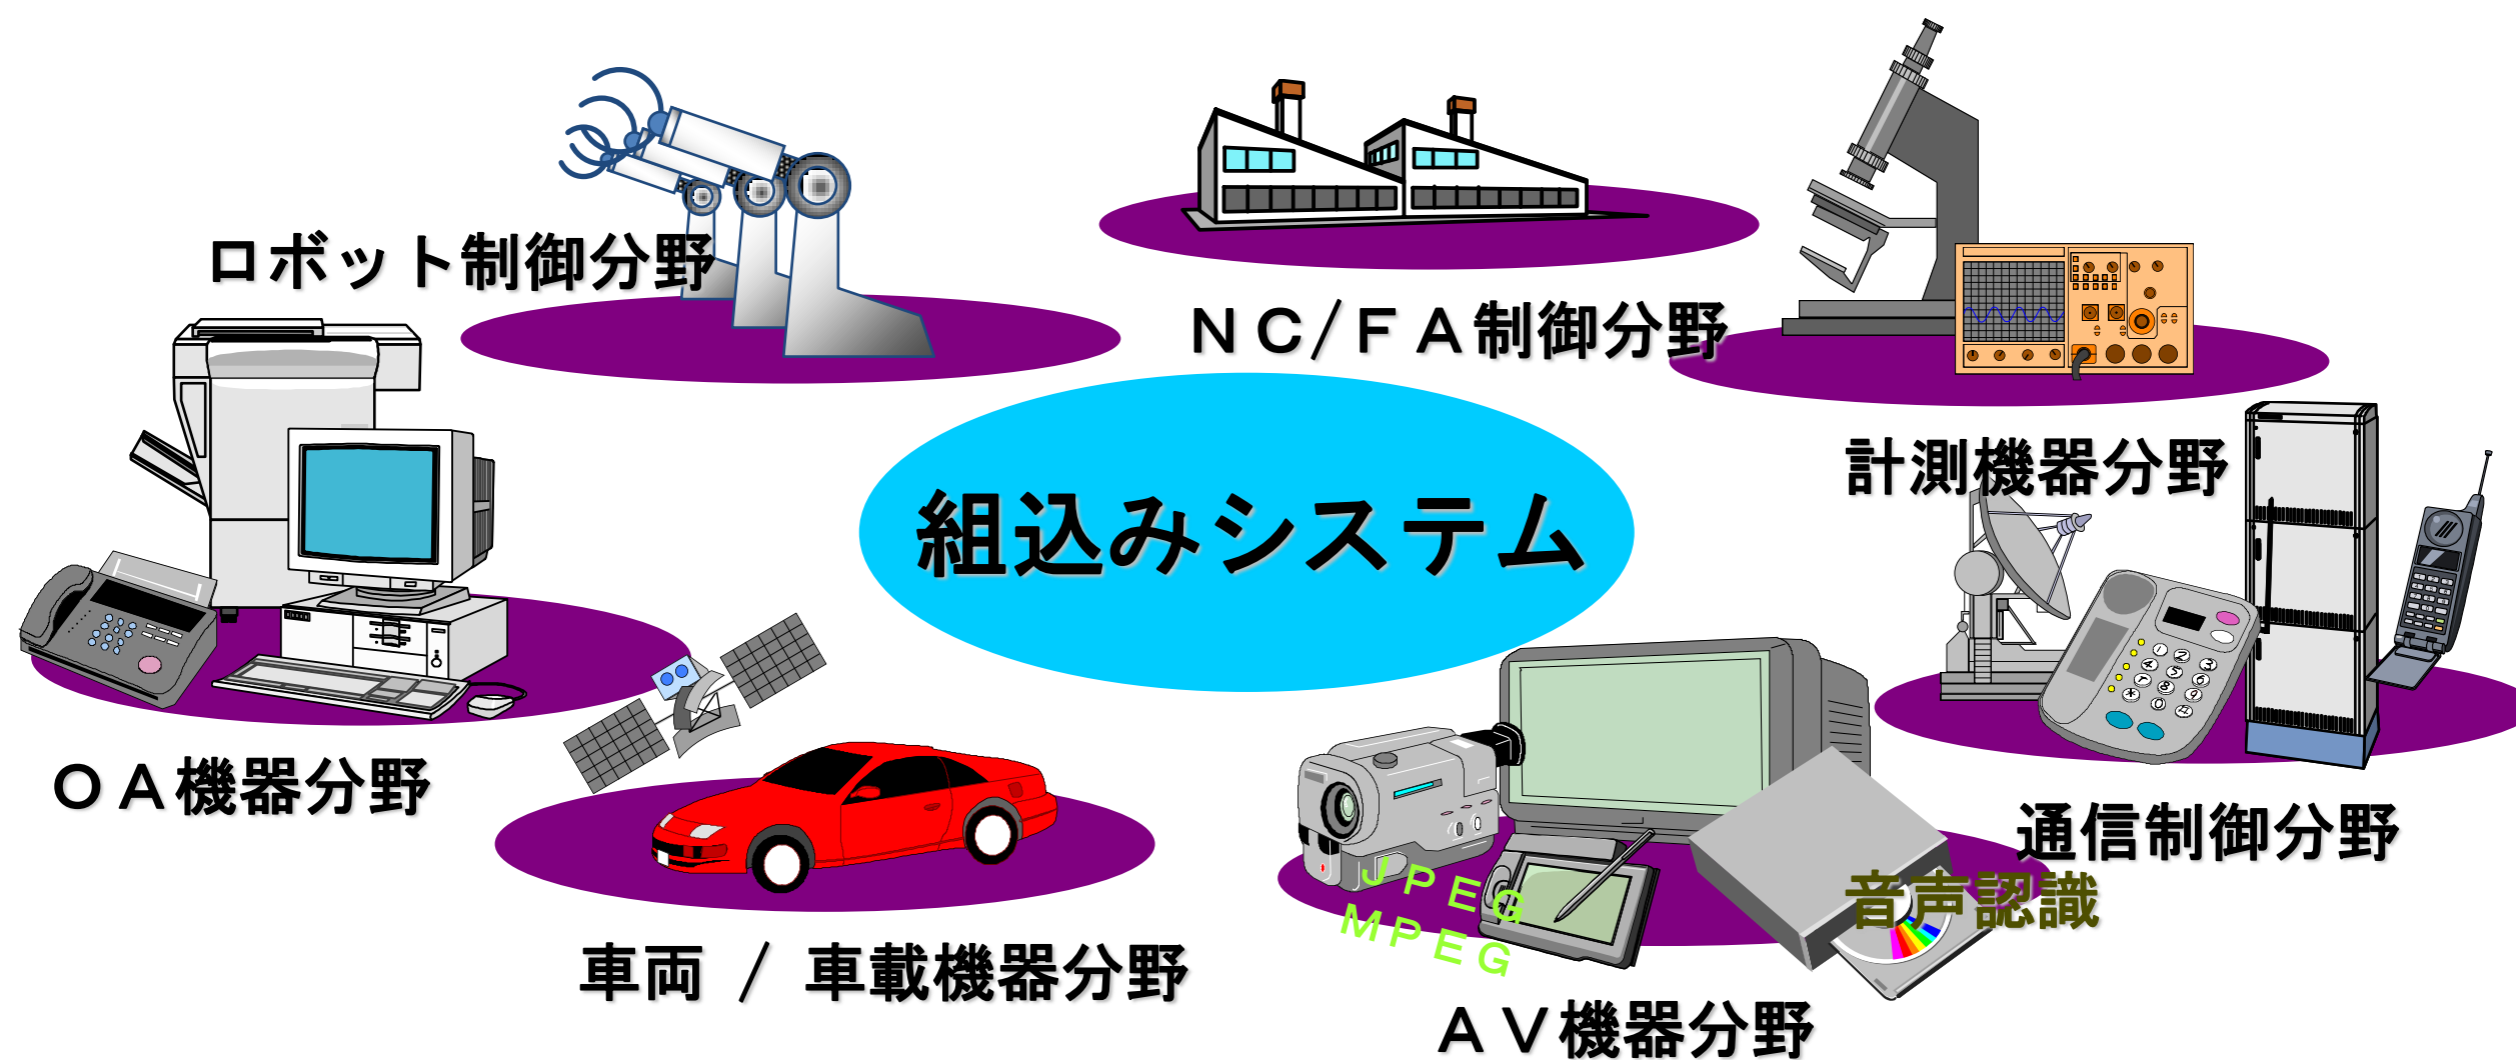 ロボット制御分野
ＮＣ/ＦＡ制御分野
計測機器分野
組込みシステム
ＯＡ機器分野
通信制御分野
音声認識
ＪＰＥＧ
ＭＰＥＧ
車両 / 車載機器分野
ＡＶ機器分野